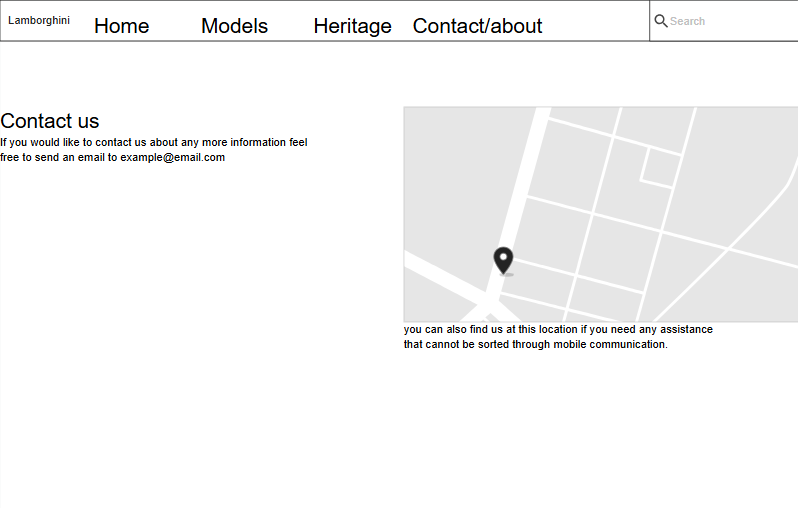 Lamborghini Home Models Heritage Contact/about Search
Contact us
If you would like to contact us about any more information feel
free to send an email to example@email.com
you can also find us at this location if you need any assistance
that cannot be sorted through mobile communication.